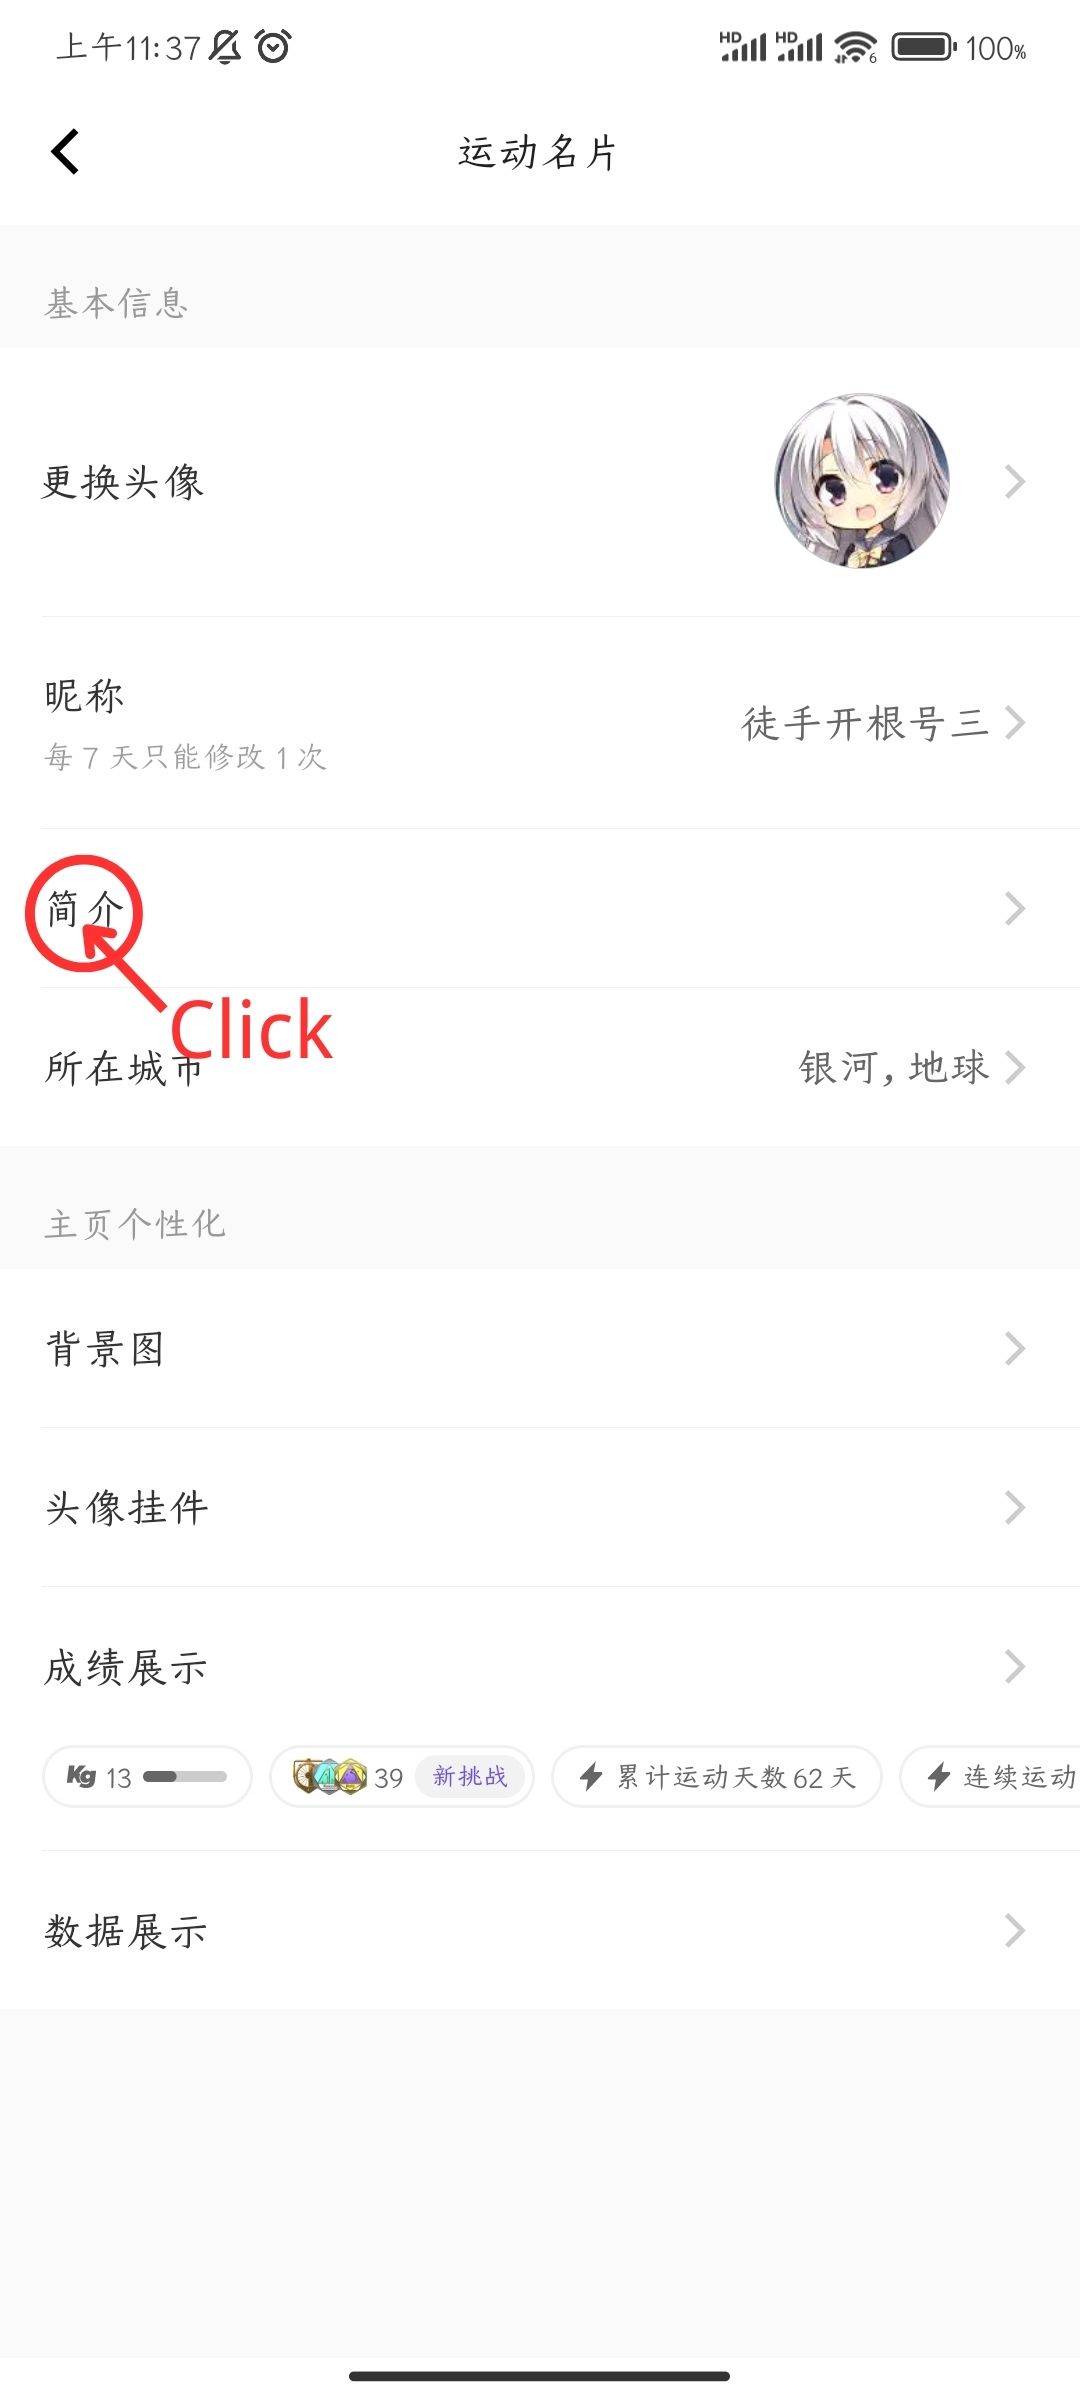 上午11:37 HD HD 6 100%
运动名片
基本信息
更换头像
昵称
每 7 天只能修改 1 次
徒手开根号三
简介
Click
所在城市
银河, 地球
主页个性化
背景图
头像挂件
成绩展示
Kg 13
39 新挑战
累计运动天数 62 天
连续运动
数据展示